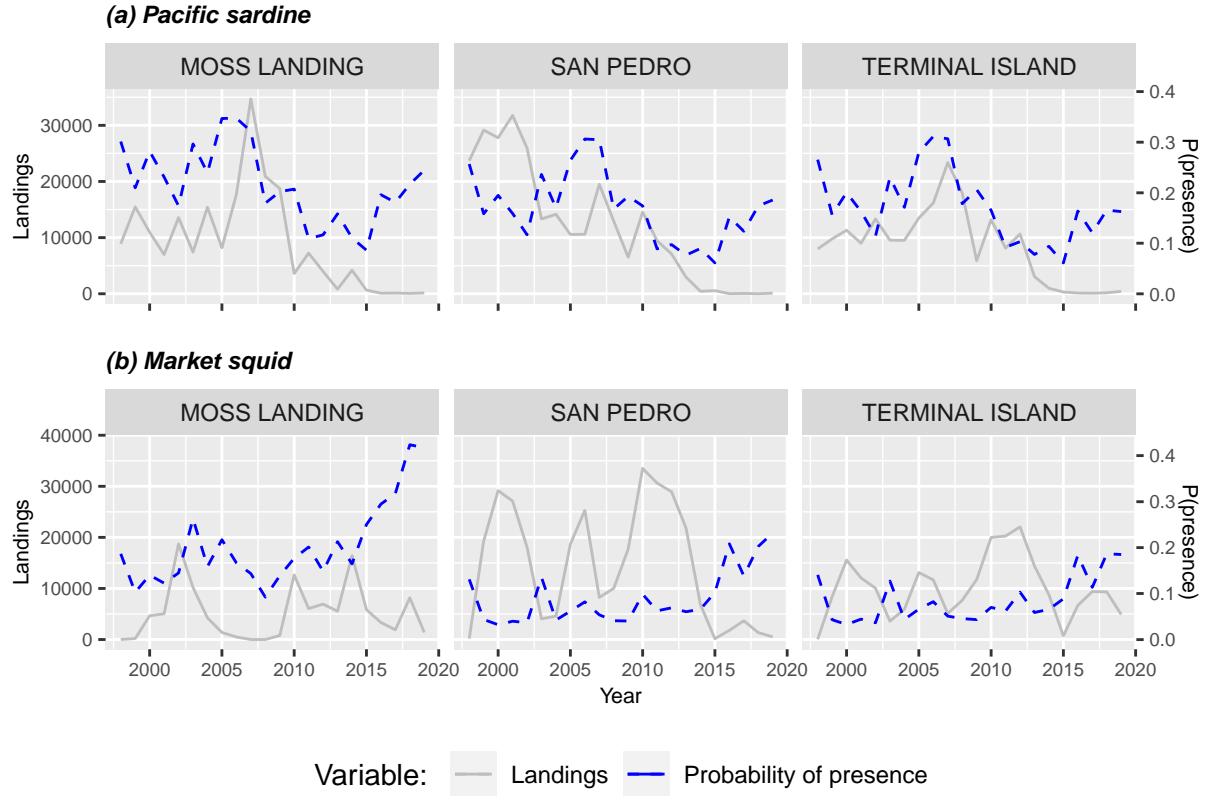 (a) Pacific sardine
MOSS LANDING SAN PEDRO TERMINAL ISLAND
Landings
30000
20000
10000
0
0.4
0.3
0.2
0.1
0.0
P(presence)
(b) Market squid
MOSS LANDING SAN PEDRO TERMINAL ISLAND
Landings
40000
30000
20000
10000
0
0.4
0.3
0.2
0.1
0.0
P(presence)
2000 2005 2010 2015 2020 2000 2005 2010 2015 2020 2000 2005 2010 2015 2020
Year
Variable: Landings Probability of presence